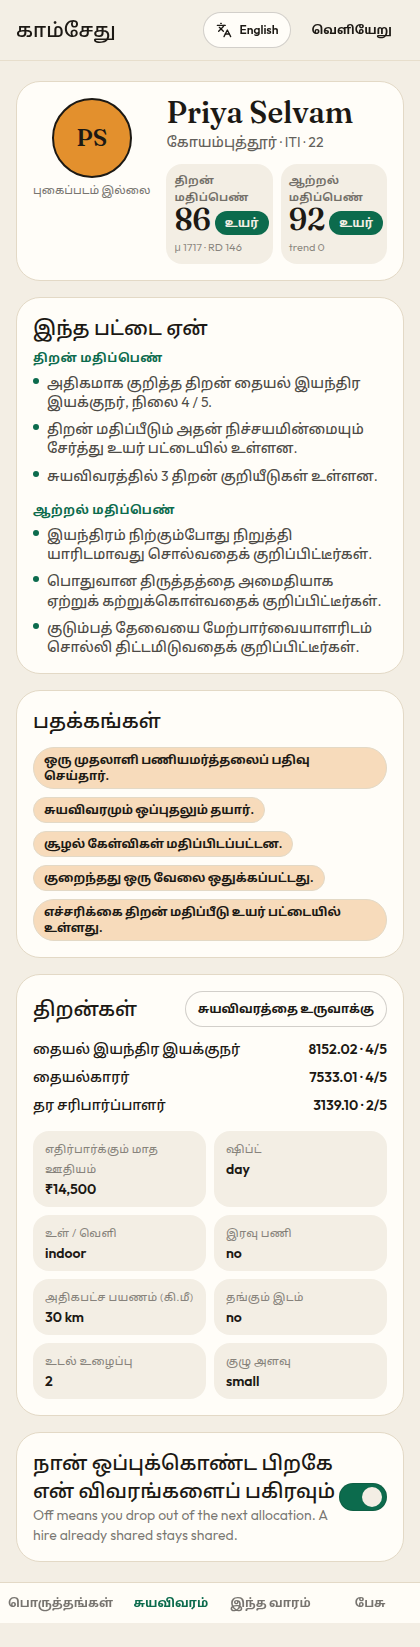 காம்சேது
English
வெளியேறு
PS
புகைப்படம் இல்லை
Priya Selvam
கோயம்புத்தூர் · ITI · 22
திறன்
மதிப்பெண்
86 உயர்
μ 1717 · RD 146
ஆற்றல்
மதிப்பெண்
92 உயர்
trend 0
இந்த பட்டை ஏன்
திறன் மதிப்பெண்
அதிகமாக குறித்த திறன் தையல் இயந்திர
இயக்குநர், நிலை 4 / 5.
திறன் மதிப்பீடும் அதன் நிச்சயமின்மையும்
சேர்த்து உயர் பட்டையில் உள்ளன.
சுயவிவரத்தில் 3 திறன் குறியீடுகள் உள்ளன.
ஆற்றல் மதிப்பெண்
இயந்திரம் நிற்கும்போது நிறுத்தி
யாரிடமாவது சொல்வதைக் குறிப்பிட்டீர்கள்.
பொதுவான திருத்தத்தை அமைதியாக
ஏற்றுக் கற்றுக்கொள்வதைக் குறிப்பிட்டீர்கள்.
குடும்பத் தேவையை மேற்பார்வையாளரிடம்
சொல்லி திட்டமிடுவதைக் குறிப்பிட்டீர்கள்.
பதக்கங்கள்
ஒரு முதலாளி பணியமர்த்தலைப் பதிவு
செய்தார்.
சுயவிவரமும் ஒப்புதலும் தயார்.
சூழல் கேள்விகள் மதிப்பிடப்பட்டன.
குறைந்தது ஒரு வேலை ஒதுக்கப்பட்டது.
எச்சரிக்கை திறன் மதிப்பீடு உயர் பட்டையில்
உள்ளது.
திறன்கள்
சுயவிவரத்தை உருவாக்கு
தையல் இயந்திர இயக்குநர் 8152.02 · 4/5
தையல்காரர் 7533.01 · 4/5
தர சரிபார்ப்பாளர் 3139.10 · 2/5
எதிர்பார்க்கும் மாத
ஊதியம்
₹14,500
ஷிப்ட்
day
உள் / வெளி
indoor
இரவு பணி
no
அதிகபட்ச பயணம் (கி.மீ)
30 km
தங்கும் இடம்
no
உடல் உழைப்பு
2
குழு அளவு
small
நான் ஒப்புக்கொண்ட பிறகே
என் விவரங்களைப் பகிரவும்
Off means you drop out of the next allocation. A
hire already shared stays shared.
பொருத்தங்கள்
சுயவிவரம்
இந்த வாரம்
பேசு